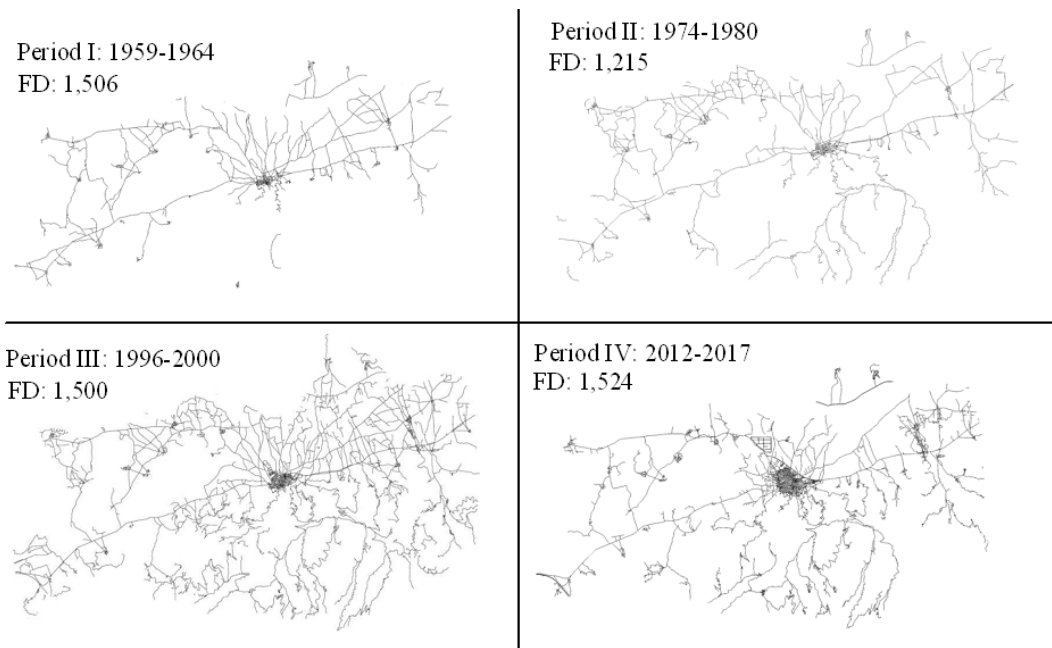 Period I: 1959-1964
FD: 1,506
Period II: 1974-1980
FD: 1,215
Period III: 1996-2000
FD: 1,500
Period IV: 2012-2017
FD: 1,524